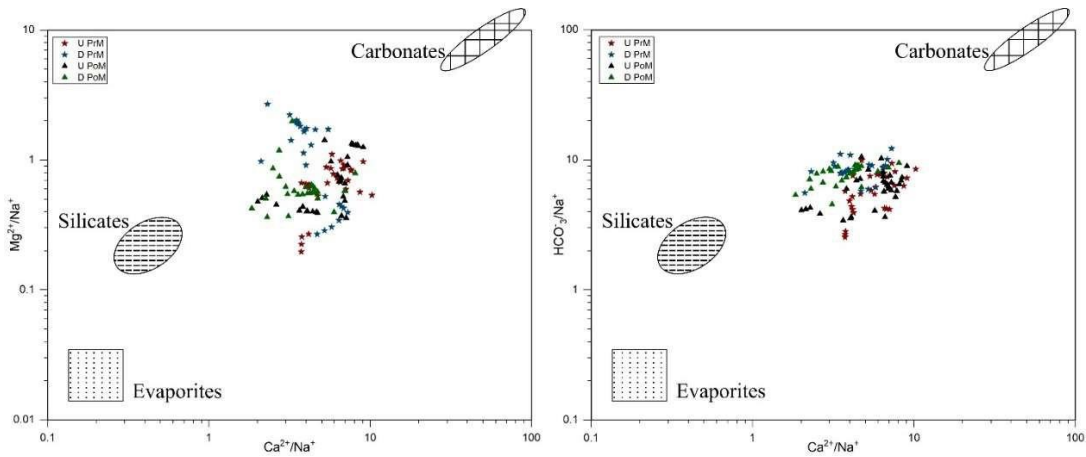 10
U PrM
D PrM
U PoM
D PoM
Carbonates
1
Mg²⁺/Na⁺
Silicates
0.1
Evaporites
0.01
0.1
1
10
100
Ca²⁺/Na⁺
100
U PrM
D PrM
U PoM
D PoM
Carbonates
10
HCO⁻₃/Na⁺
Silicates
1
Evaporites
0.1
0.1
1
10
100
Ca²⁺/Na⁺